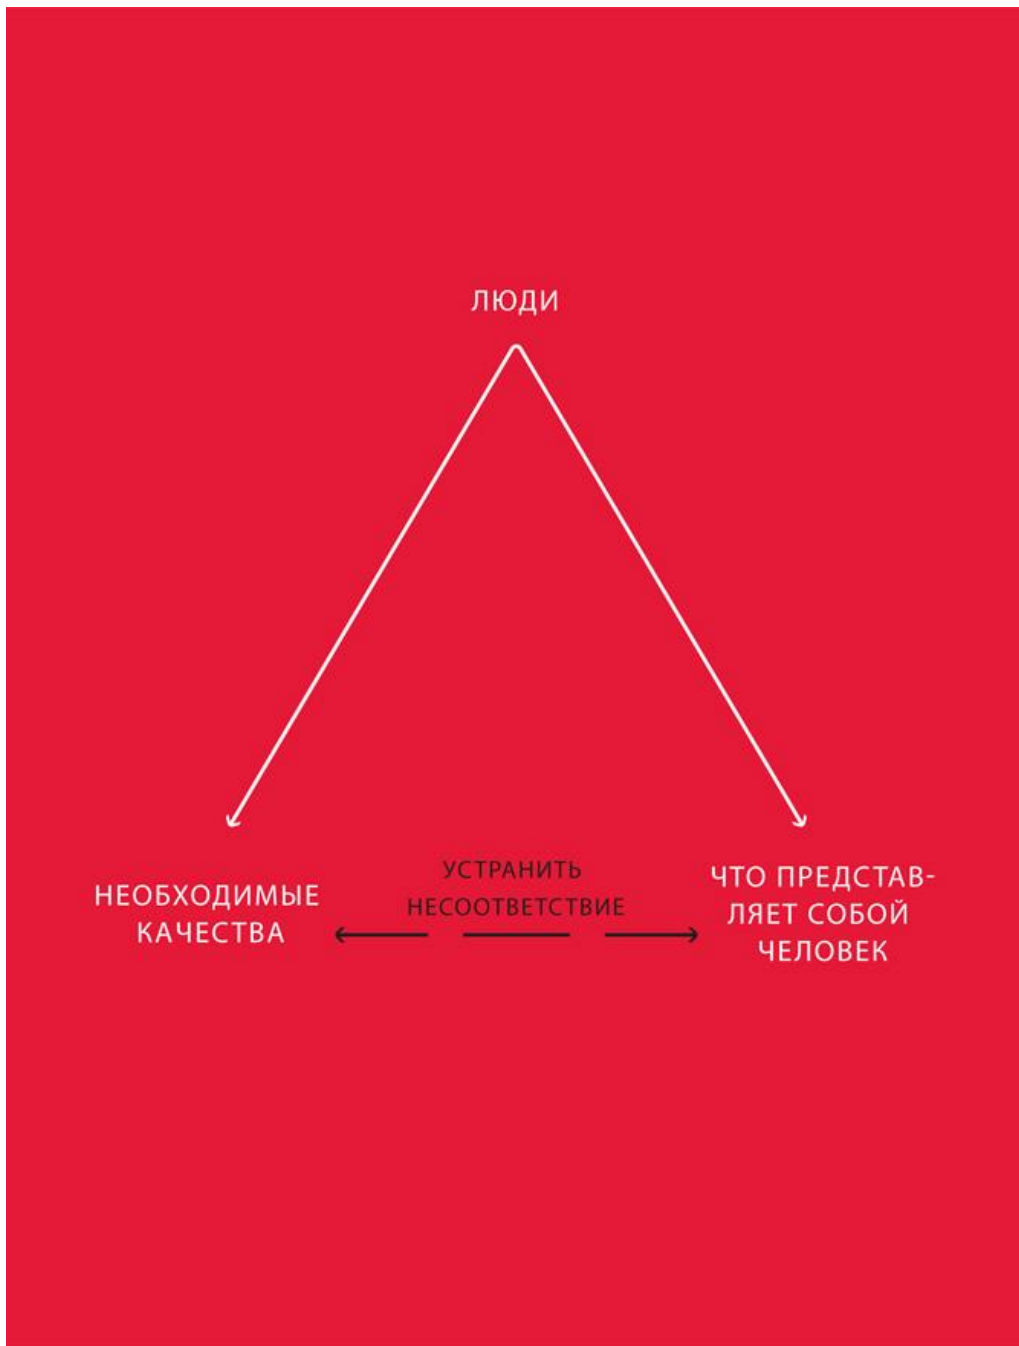 ЛЮДИ
УСТРАНИТЬ
НЕСООТВЕТСТВИЕ
НЕОБХОДИМЫЕ
КАЧЕСТВА
ЧТО ПРЕДСТАВ-
ЛЯЕТ СОБОЙ
ЧЕЛОВЕК